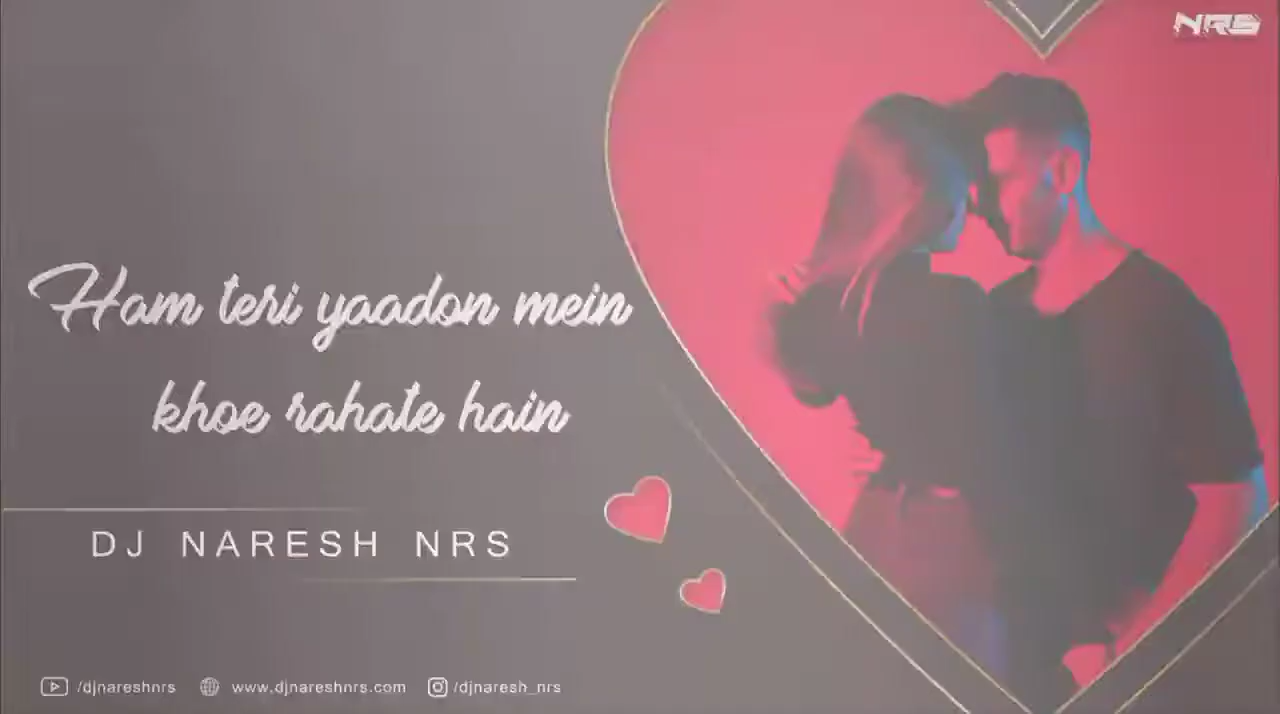 NRS
Ham teri yaadon mein
khoe rahate hain
DJ NARESH NRS
/djnareshnrs www.djnareshnrs.com /djnaresh_nrs